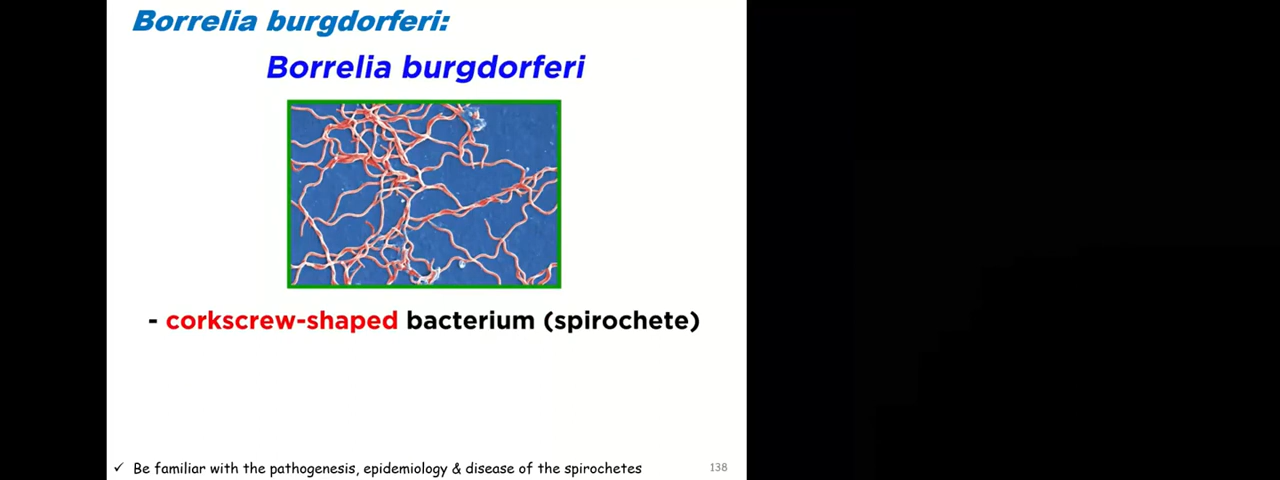 Borrelia burgdorferi:
Borrelia burgdorferi
- corkscrew-shaped bacterium (spirochete)
✓ Be familiar with the pathogenesis, epidemiology & disease of the spirochetes
138